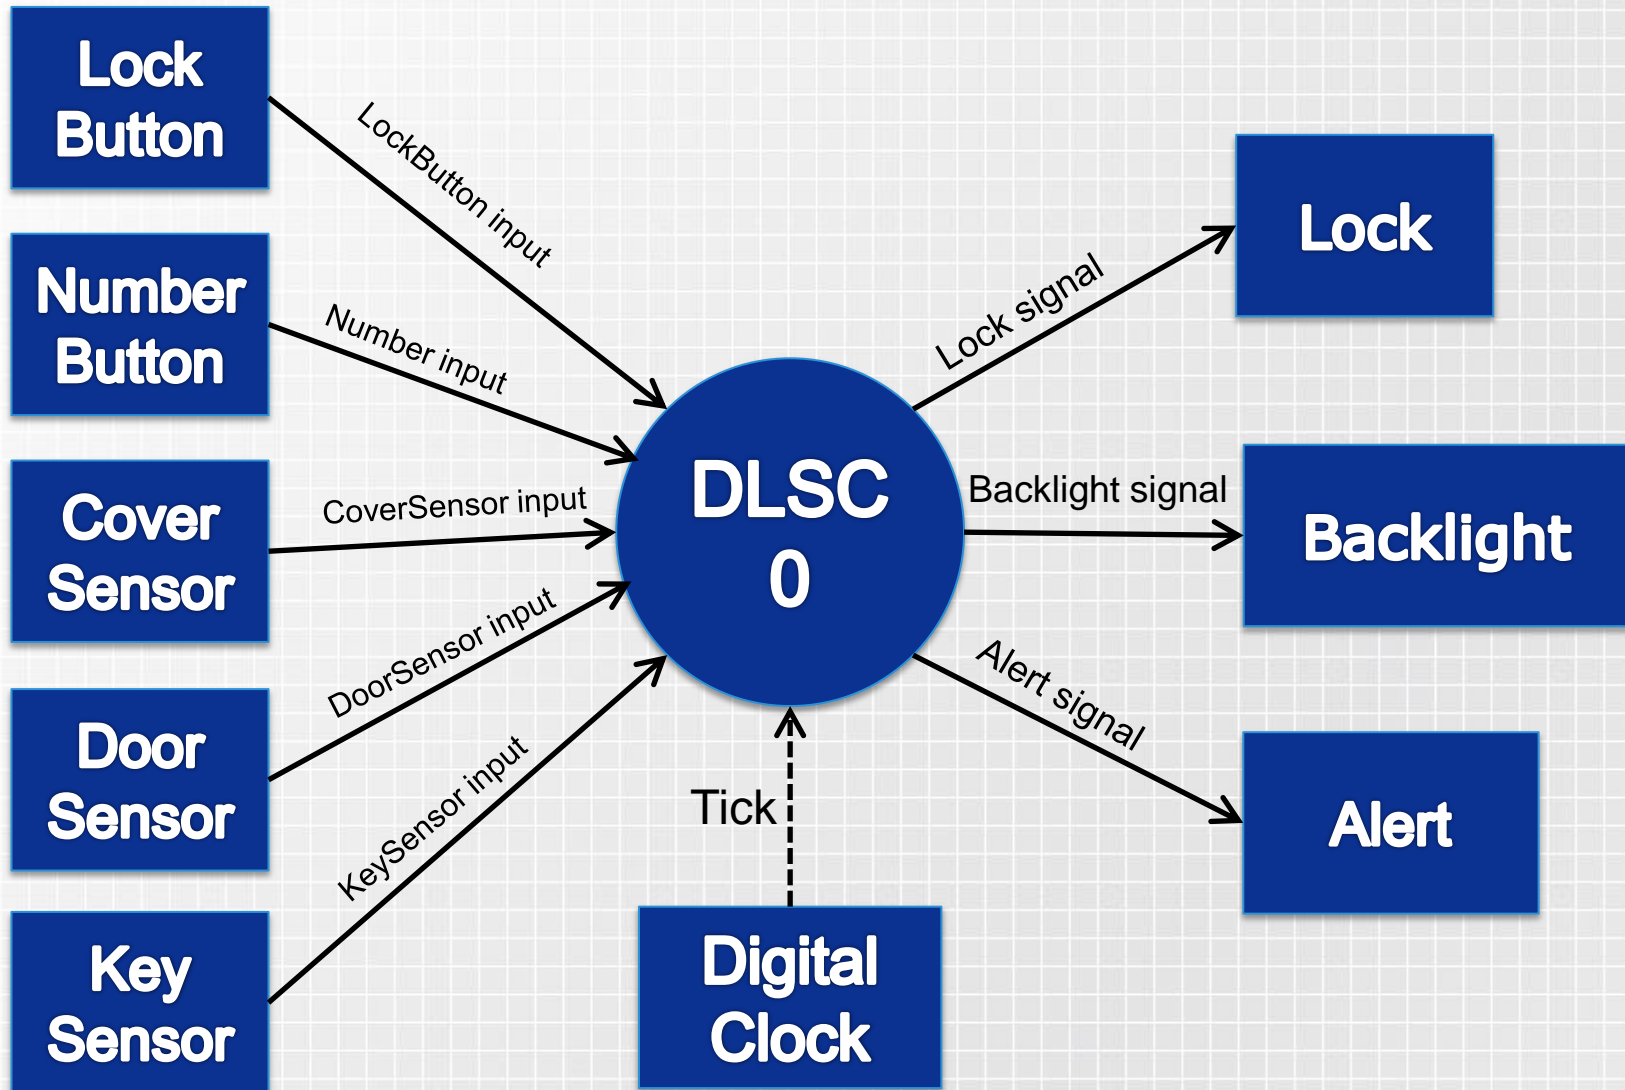 Lock
Button
LockButton input
Number
Button
Number input
Cover
Sensor
CoverSensor input
Door
Sensor
DoorSensor input
Key
Sensor
KeySensor input
DLSC
0
Tick
Digital
Clock
Lock signal
Lock
Backlight signal
Backlight
Alert signal
Alert